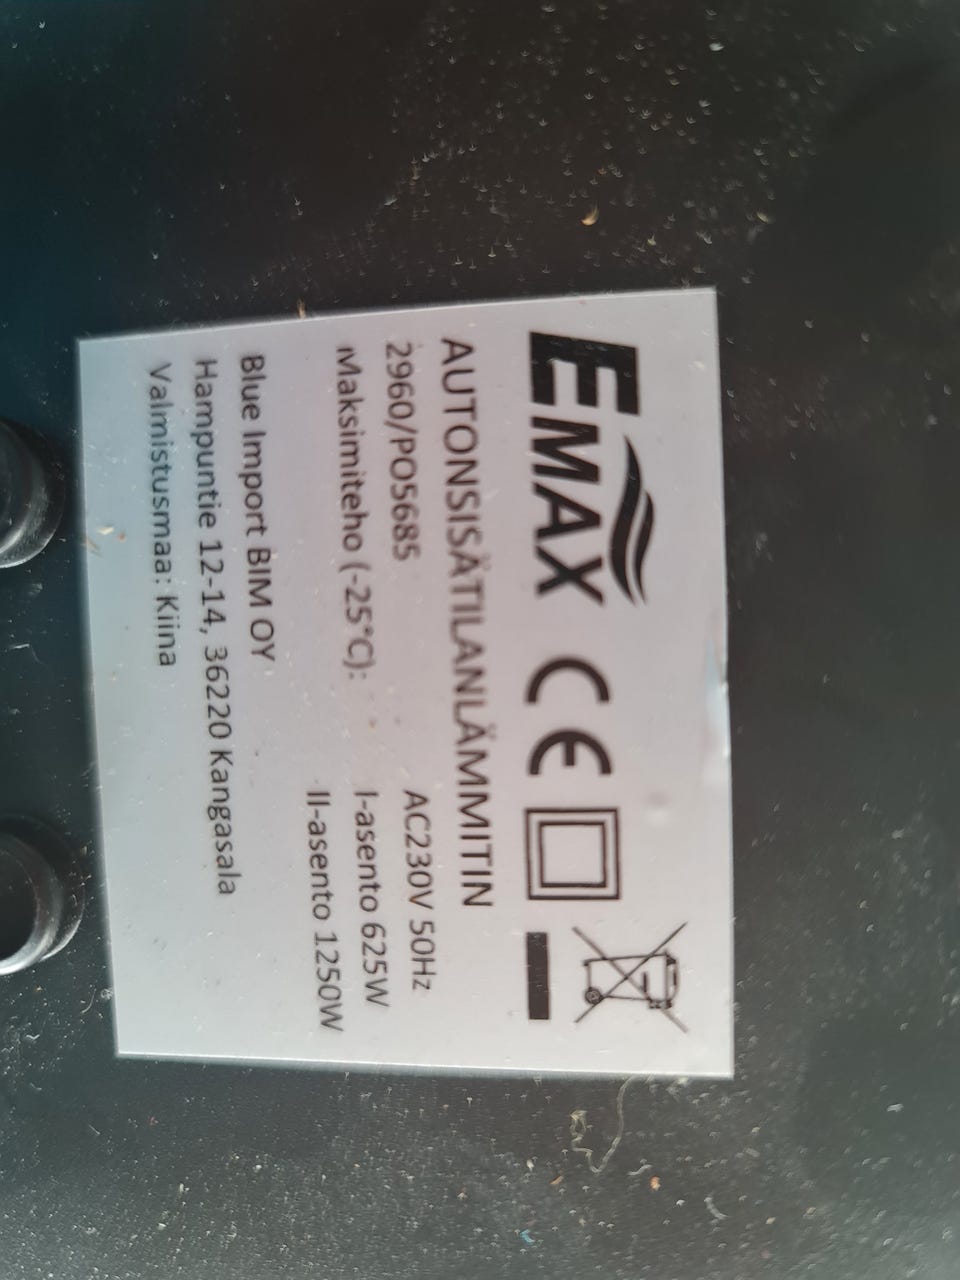 EMAX CE
AUTONSISÄTILANLÄMMITIN
2960/PO5685 AC230V 50Hz
Maksimiteho (-25°C): I-asento 625W
II-asento 1250W
Blue Import BIM OY
Hampuntie 12-14, 36220 Kangasala
Valmistusmaa: Kiina